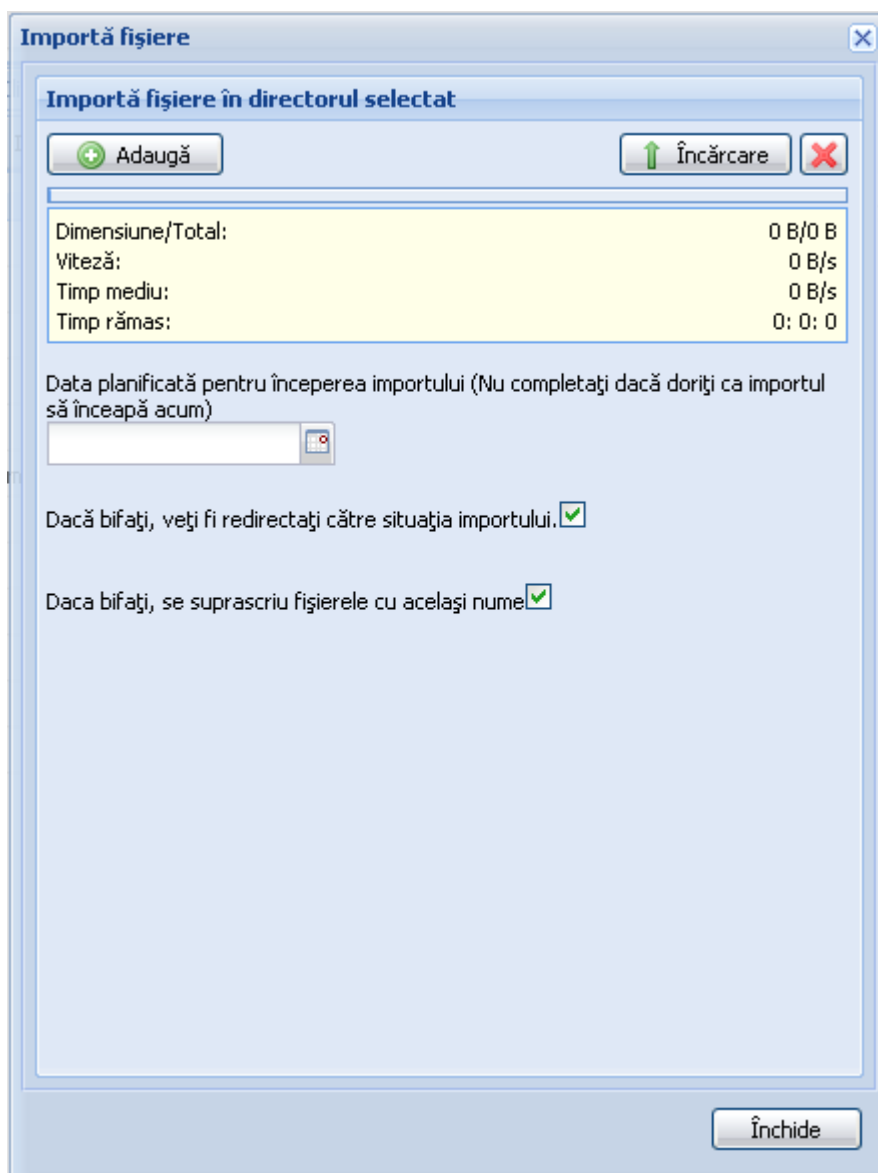 Importă fişiere
Importă fişiere în directorul selectat
Adaugă
Încărcare
Dimensiune/Total: 0 B/0 B
Viteză: 0 B/s
Timp mediu: 0 B/s
Timp rămas: 0: 0: 0
Data planificată pentru începerea importului (Nu completaţi dacă doriţi ca importul
să înceapă acum)
Dacă bifaţi, veţi fi redirectaţi către situaţia importului.
Daca bifaţi, se suprascriu fişierele cu acelaşi nume
Închide